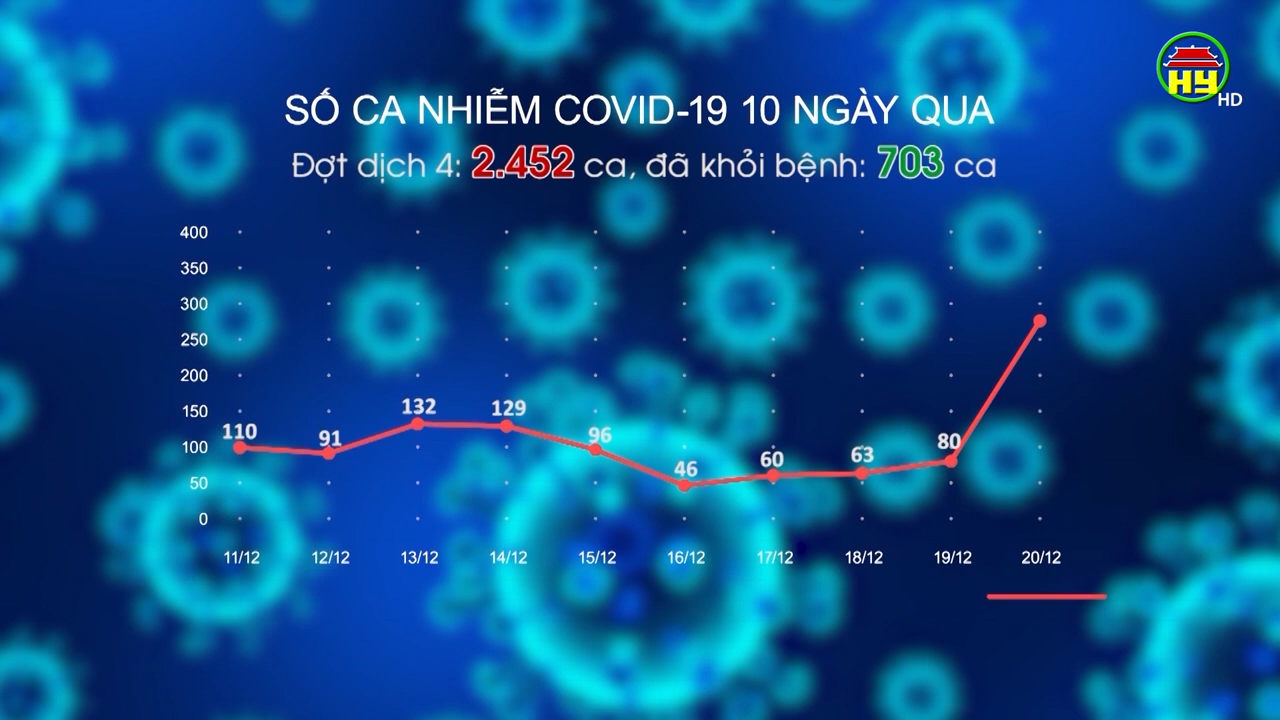 HY HD
SỐ CA NHIỄM COVID-19 10 NGÀY QUA
Đợt dịch 4: 2.452 ca, đã khỏi bệnh: 703 ca
400
350
300
250
200
150
100
50
0
110 91 132 129 96 46 60 63 80
11/12 12/12 13/12 14/12 15/12 16/12 17/12 18/12 19/12 20/12